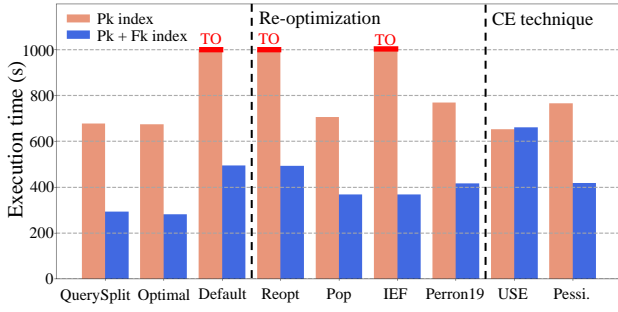 Pk index
Pk + Fk index
Re-optimization
CE technique
TO
TO
TO
Execution time (s)
1000
800
600
400
200
0
QuerySplit Optimal Default Reopt Pop IEF Perron19 USE Pessi.